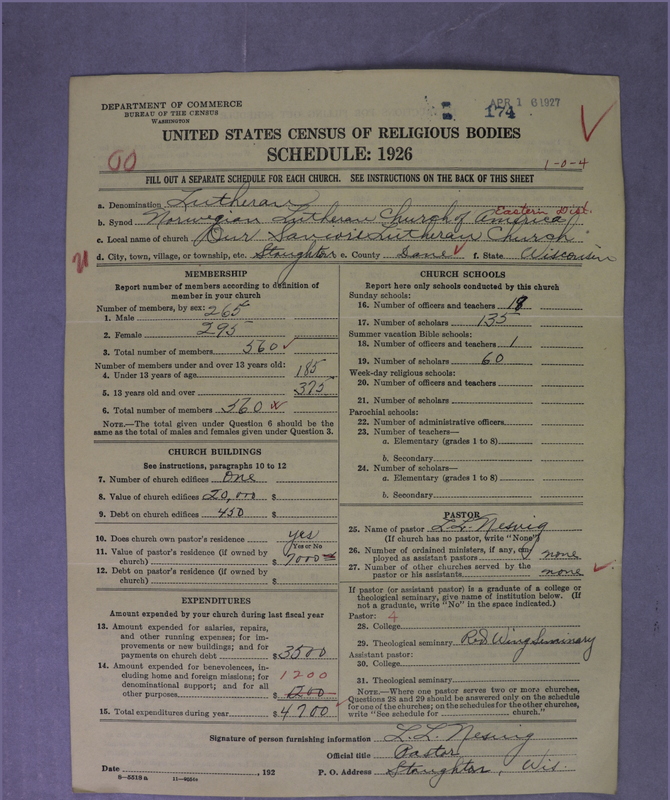 DEPARTMENT OF COMMERCE
BUREAU OF THE CENSUS
WASHINGTON
APR 16 1927
174
UNITED STATES CENSUS OF RELIGIOUS BODIES
SCHEDULE: 1926
1-0-4
FILL OUT A SEPARATE SCHEDULE FOR EACH CHURCH. SEE INSTRUCTIONS ON THE BACK OF THIS SHEET
a. Denomination Lutheran
b. Synod Norwegian Lutheran Church of America Eastern Dist.
c. Local name of church Our Saviors Lutheran Church
d. City, town, village, or township, etc. Stoughton e. County Dane f. State Wisconsin
MEMBERSHIP
Report number of members according to definition of
member in your church
Number of members, by sex:
1. Male 265
2. Female 295
3. Total number of members 560
Number of members under and over 13 years old:
4. Under 13 years of age 185
5. 13 years old and over 375
6. Total number of members 560
NOTE.—The total given under Question 6 should be the
same as the total of males and females given under Question 3.
CHURCH BUILDINGS
See instructions, paragraphs 10 to 12
7. Number of church edifices One
8. Value of church edifices 20,000 $
9. Debt on church edifices 450 $
10. Does church own pastor's residence? yes
Yes or No
11. Value of pastor's residence (if owned by
church) $ 7000
12. Debt on pastor's residence (if owned by
church) $
EXPENDITURES
Amount expended by your church during last fiscal year
13. Amount expended for salaries, repairs,
and other running expenses; for im-
provements or new buildings; and for
payments on church debt $ 3500
14. Amount expended for benevolences, in-
cluding home and foreign missions; for
denominational support; and for all
other purposes $ 1200
1200
15. Total expenditures during year $ 4700
CHURCH SCHOOLS
Report here only schools conducted by this church
Sunday schools:
16. Number of officers and teachers
17. Number of scholars 135
Summer vacation Bible schools:
18. Number of officers and teachers 1
19. Number of scholars 60
Week-day religious schools:
20. Number of officers and teachers
21. Number of scholars
Parochial schools:
22. Number of administrative officers
23. Number of teachers—
a. Elementary (grades 1 to 8)
b. Secondary
24. Number of scholars—
a. Elementary (grades 1 to 8)
b. Secondary
PASTOR
25. Name of pastor L. L. Nesvig
(If church has no pastor, write "None")
26. Number of ordained ministers, if any, em-
ployed as assistant pastors none
27. Number of other churches served by the
pastor or his assistants none
If pastor (or assistant pastor) is a graduate of a college or
theological seminary, give name of institution below. (If
not a graduate, write "No" in the space indicated.)
Pastor: 4
28. College
29. Theological seminary Red Wing Seminary
Assistant pastor:
30. College
31. Theological seminary
NOTE.—Where one pastor serves two or more churches,
Questions 28 and 29 should be answered only on the schedule
for one of the churches; on the schedules for the other churches,
write "See schedule for church."
Signature of person furnishing information L. L. Nesvig
Official title Pastor
Date , 192 P. O. Address Stoughton, Wis.
8—5519a